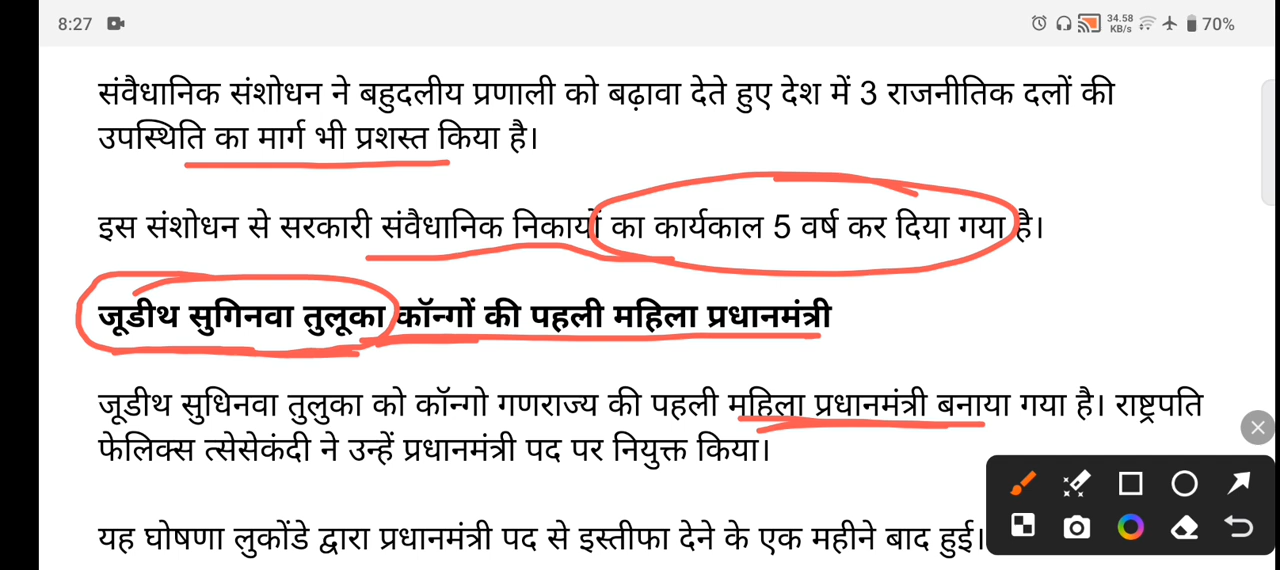 8:27 34.58 KB/s 70%
संवैधानिक संशोधन ने बहुदलीय प्रणाली को बढ़ावा देते हुए देश में 3 राजनीतिक दलों की
उपस्थिति का मार्ग भी प्रशस्त किया है।
इस संशोधन से सरकारी संवैधानिक निकायों का कार्यकाल 5 वर्ष कर दिया गया है।
जूडीथ सुगिनवा तुलूका कॉन्गों की पहली महिला प्रधानमंत्री
जूडीथ सुधिनवा तुलुका को कॉन्गो गणराज्य की पहली महिला प्रधानमंत्री बनाया गया है। राष्ट्रपति
फेलिक्स त्सेसेकंदी ने उन्हें प्रधानमंत्री पद पर नियुक्त किया।
यह घोषणा लुकोंडे द्वारा प्रधानमंत्री पद से इस्तीफा देने के एक महीने बाद हुई।